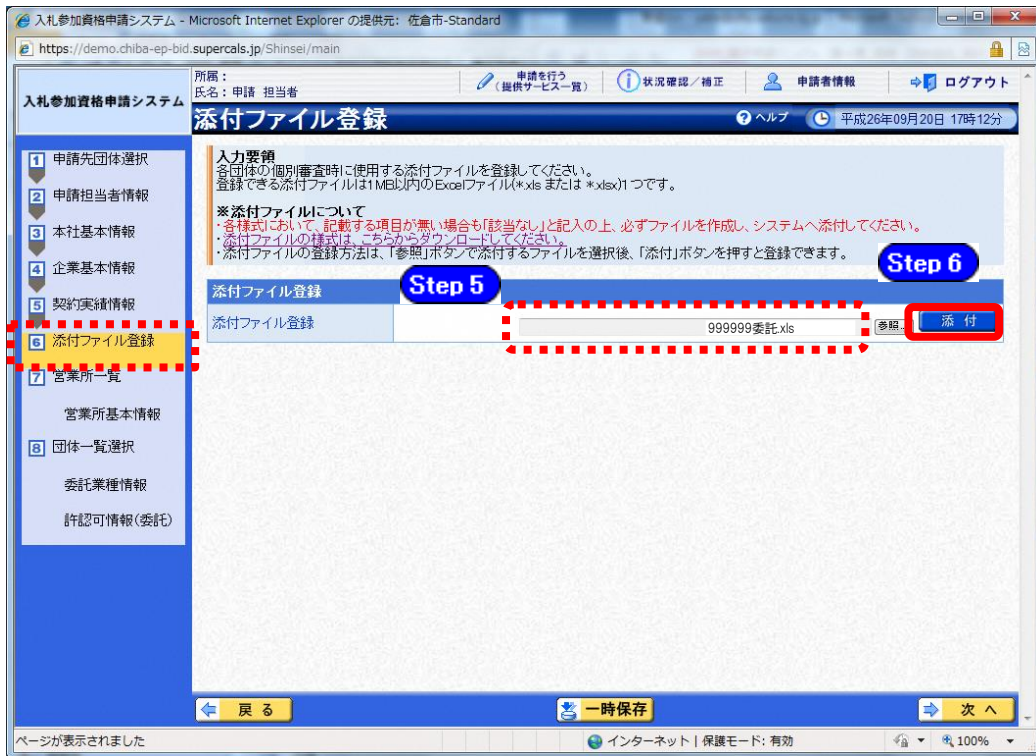 入札参加資格申請システム - Microsoft Internet Explorer の提供元: 佐倉市-Standard
https://demo.chiba-ep-bid.supercals.jp/Shinsei/main
入札参加資格申請システム
所属：
氏名：申請 担当者
申請を行う
(提供サービス一覧)
状況確認／補正
申請者情報
ログアウト
添付ファイル登録
ヘルプ
平成26年09月20日 17時12分
1 申請先団体選択
2 申請担当者情報
3 本社基本情報
4 企業基本情報
5 契約実績情報
6 添付ファイル登録
7 営業所一覧
営業所基本情報
8 団体一覧選択
委託業種情報
許認可情報(委託)
入力要領
各団体の個別審査時に使用する添付ファイルを登録してください。
登録できる添付ファイルは1MB以内のExcelファイル(*.xls または *.xlsx)1つです。
※添付ファイルについて
・各様式において、記載する項目が無い場合も「該当なし」と記入の上、必ずファイルを作成し、システムへ添付してください。
・添付ファイルの様式は、こちらからダウンロードしてください。
・添付ファイルの登録方法は、「参照」ボタンで添付するファイルを選択後、「添付」ボタンを押すと登録できます。
Step 5
Step 6
添付ファイル登録
添付ファイル登録
999999委託.xls
参照...
添 付
戻 る
一時保存
次 へ
ページが表示されました
インターネット | 保護モード: 有効
100%